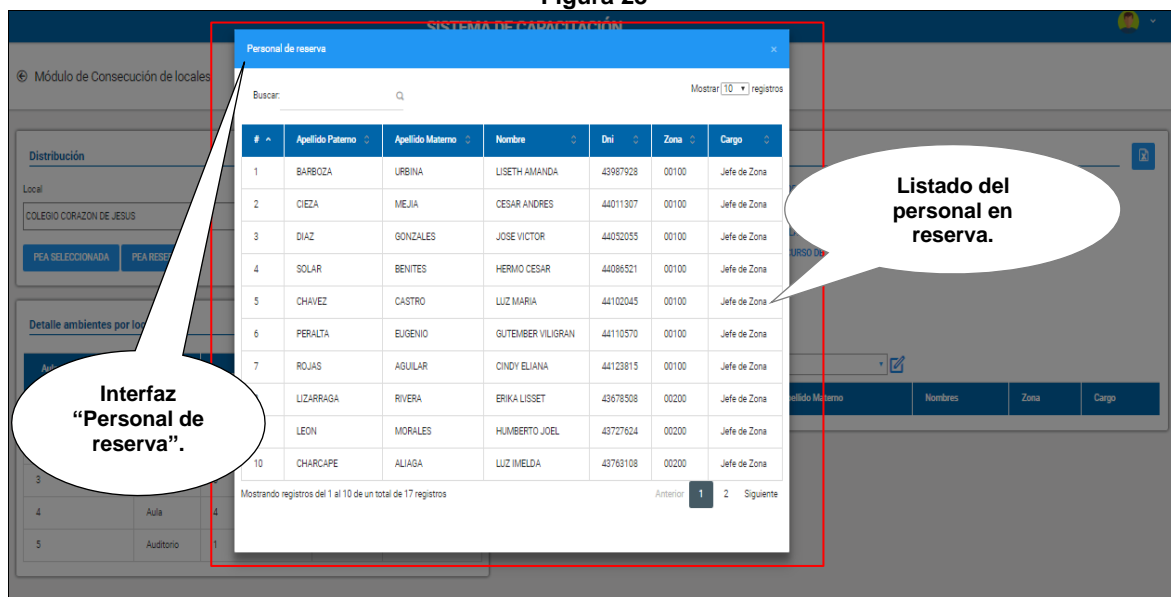 SISTEMA DE CAPACITACIÓN
Módulo de Consecución de locales
Distribución
Local
COLEGIO CORAZON DE JESUS
PEA SELECCIONADA
Detalle ambientes por
3
4 Aula 4
5 Auditorio 1
Personal de reserva ×
Buscar:
Mostrar 10 registros
# Apellido Paterno Apellido Materno Nombre Dni Zona Cargo
1 BARBOZA URBINA LISETH AMANDA 43987928 00100 Jefe de Zona
2 CIEZA MEJIA CESAR ANDRES 44011307 00100 Jefe de Zona
3 DIAZ GONZALES JOSE VICTOR 44052055 00100 Jefe de Zona
4 SOLAR BENITES HERMO CESAR 44086521 00100 Jefe de Zona
5 CHAVEZ CASTRO LUZ MARIA 44102045 00100 Jefe de Zona
6 PERALTA EUGENIO GUTEMBER VILIGRAN 44110570 00100 Jefe de Zona
7 ROJAS AGUILAR CINDY ELIANA 44123815 00100 Jefe de Zona
LIZARRAGA RIVERA ERIKA LISSET 43678508 00200 Jefe de Zona
LEON MORALES HUMBERTO JOEL 43727624 00200 Jefe de Zona
10 CHARCAPE ALIAGA LUZ IMELDA 43763108 00200 Jefe de Zona
Mostrando registros del 1 al 10 de un total de 17 registros
Anterior 1 2 Siguiente
Materno Nombres Zona Cargo
Listado del
personal en
reserva.
Interfaz
“Personal de
reserva”.